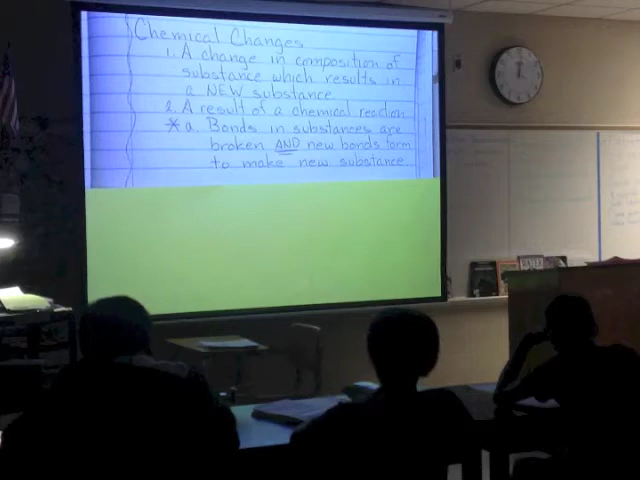 Chemical Changes
1. A change in composition of
substance which results in
a NEW substance
2. A result of a chemical reaction
* a. Bonds in substances are
broken AND new bonds form
to make new substance.